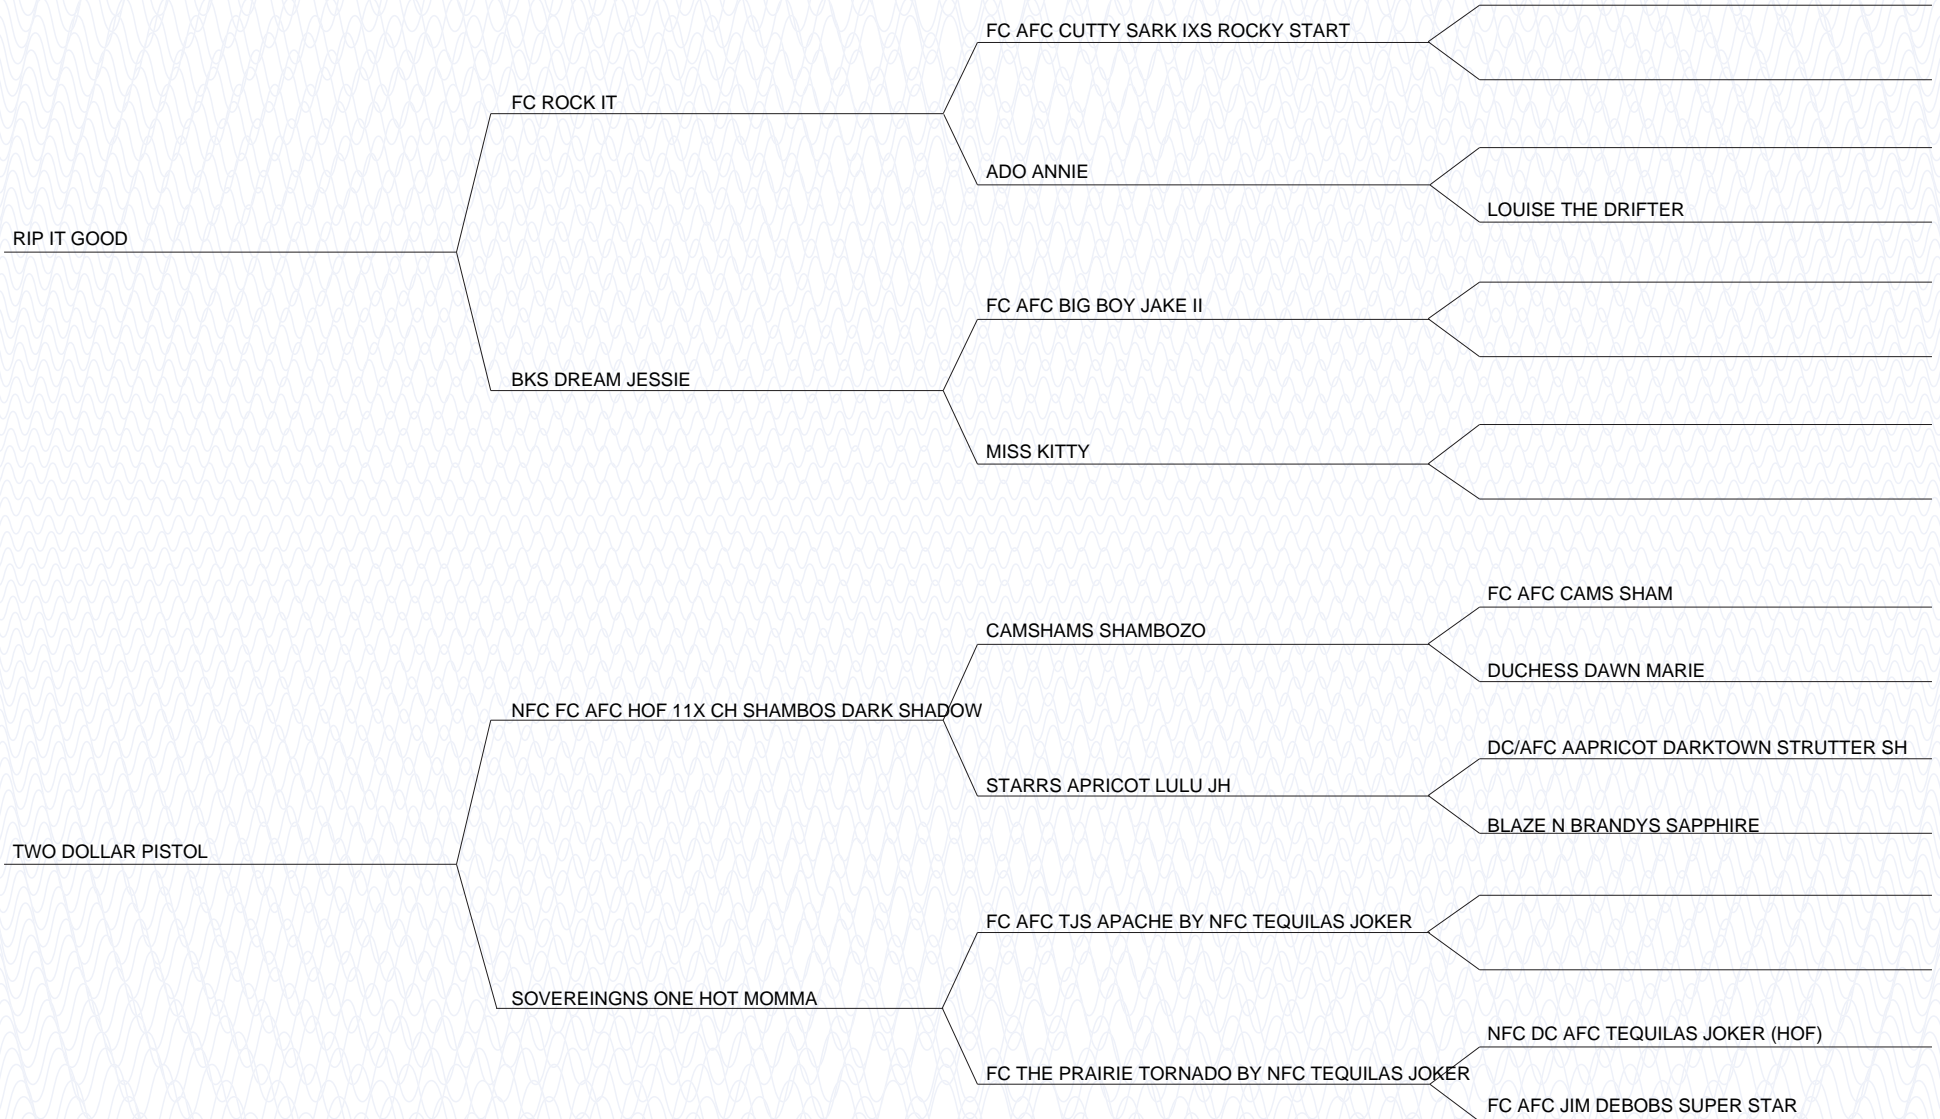 FC AFC CUTTY SARK IXS ROCKY START
FC ROCK IT
ADO ANNIE
LOUISE THE DRIFTER
RIP IT GOOD
FC AFC BIG BOY JAKE II
BKS DREAM JESSIE
MISS KITTY
FC AFC CAMS SHAM
CAMSHAMS SHAMBOZO
DUCHESS DAWN MARIE
NFC FC AFC HOF 11X CH SHAMBOS DARK SHADOW
DC/AFC AAPRICOT DARKTOWN STRUTTER SH
STARRS APRICOT LULU JH
BLAZE N BRANDYS SAPPHIRE
TWO DOLLAR PISTOL
FC AFC TJS APACHE BY NFC TEQUILAS JOKER
SOVEREINGNS ONE HOT MOMMA
NFC DC AFC TEQUILAS JOKER (HOF)
FC THE PRAIRIE TORNADO BY NFC TEQUILAS JOKER
FC AFC JIM DEBOBS SUPER STAR